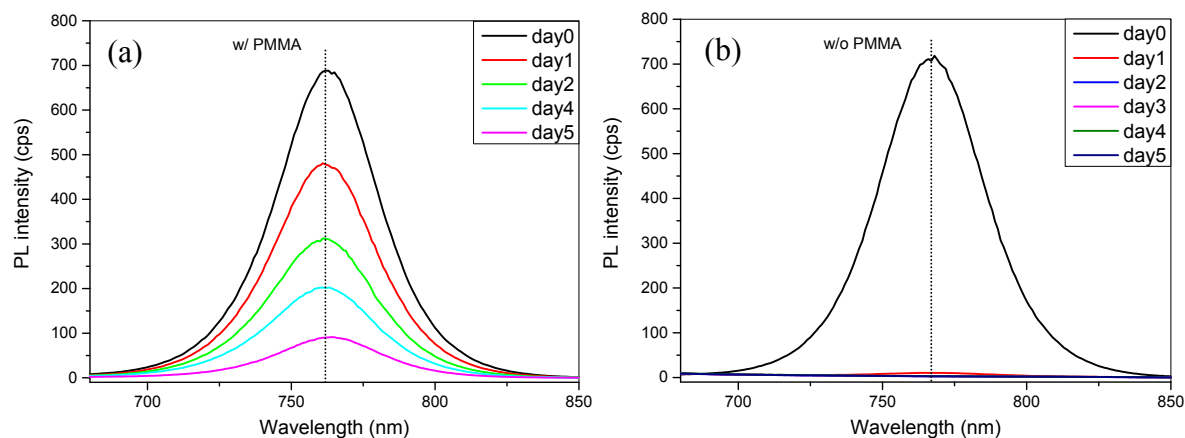 (a)
w/ PMMA
day0
day1
day2
day4
day5
800
700
600
500
400
300
200
100
0
PL intensity (cps)
700
750
800
850
Wavelength (nm)
(b)
w/o PMMA
day0
day1
day2
day3
day4
day5
800
700
600
500
400
300
200
100
0
PL intensity (cps)
700
750
800
850
Wavelength (nm)